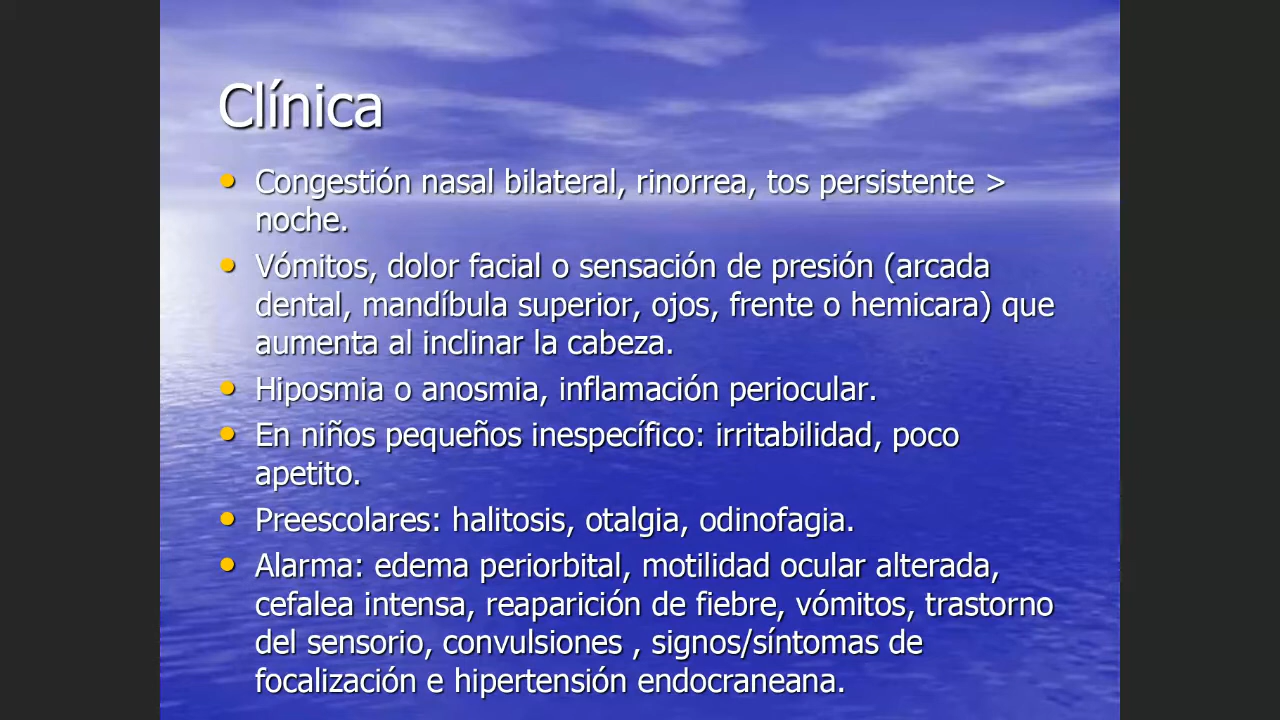 Clínica
• Congestión nasal bilateral, rinorrea, tos persistente >
noche.
• Vómitos, dolor facial o sensación de presión (arcada
dental, mandíbula superior, ojos, frente o hemicara) que
aumenta al inclinar la cabeza.
• Hiposmia o anosmia, inflamación periocular.
• En niños pequeños inespecífico: irritabilidad, poco
apetito.
• Preescolares: halitosis, otalgia, odinofagia.
• Alarma: edema periorbital, motilidad ocular alterada,
cefalea intensa, reaparición de fiebre, vómitos, trastorno
del sensorio, convulsiones , signos/síntomas de
focalización e hipertensión endocraneana.